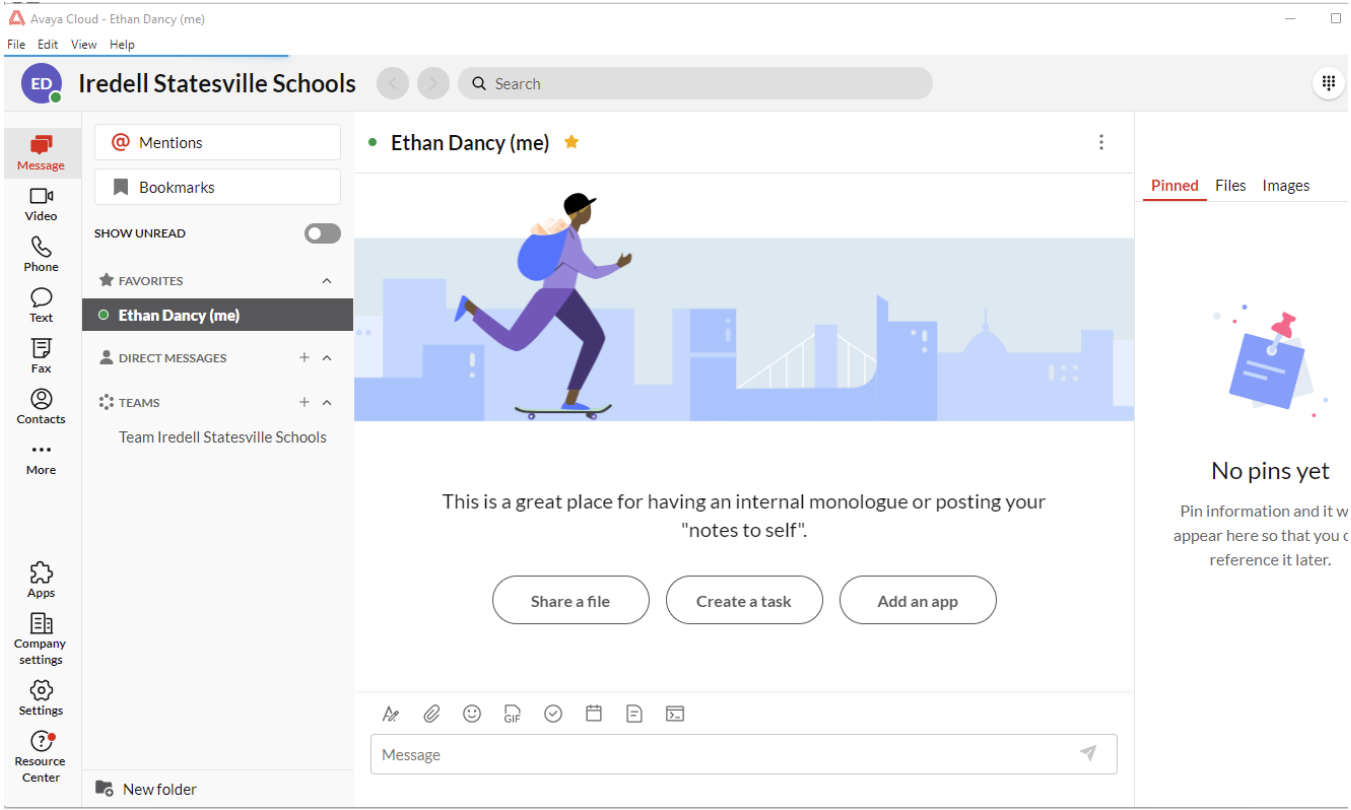 Avaya Cloud - Ethan Dancy (me)
File Edit View Help
ED
Iredell Statesville Schools
Search
Message
Video
Phone
Text
Fax
Contacts
More
Apps
Company
settings
Settings
Resource
Center
@ Mentions
Bookmarks
SHOW UNREAD
FAVORITES
Ethan Dancy (me)
DIRECT MESSAGES
TEAMS
Team Iredell Statesville Schools
New folder
Ethan Dancy (me)
This is a great place for having an internal monologue or posting your
"notes to self".
Share a file
Create a task
Add an app
GIF
Message
Pinned Files Images
No pins yet
Pin information and it w
appear here so that you
reference it later.